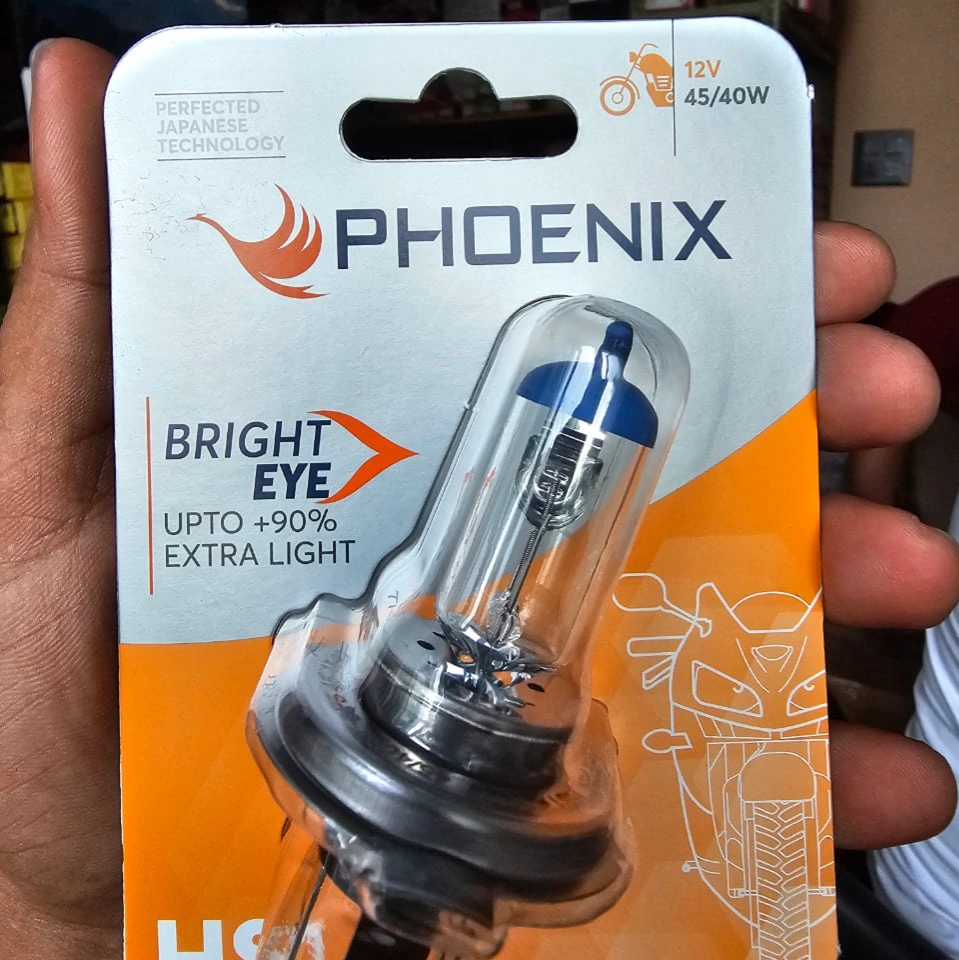 PERFECTED
JAPANESE
TECHNOLOGY
12V
45/40W
PHOENIX
BRIGHT
EYE
UPTO +90%
EXTRA LIGHT